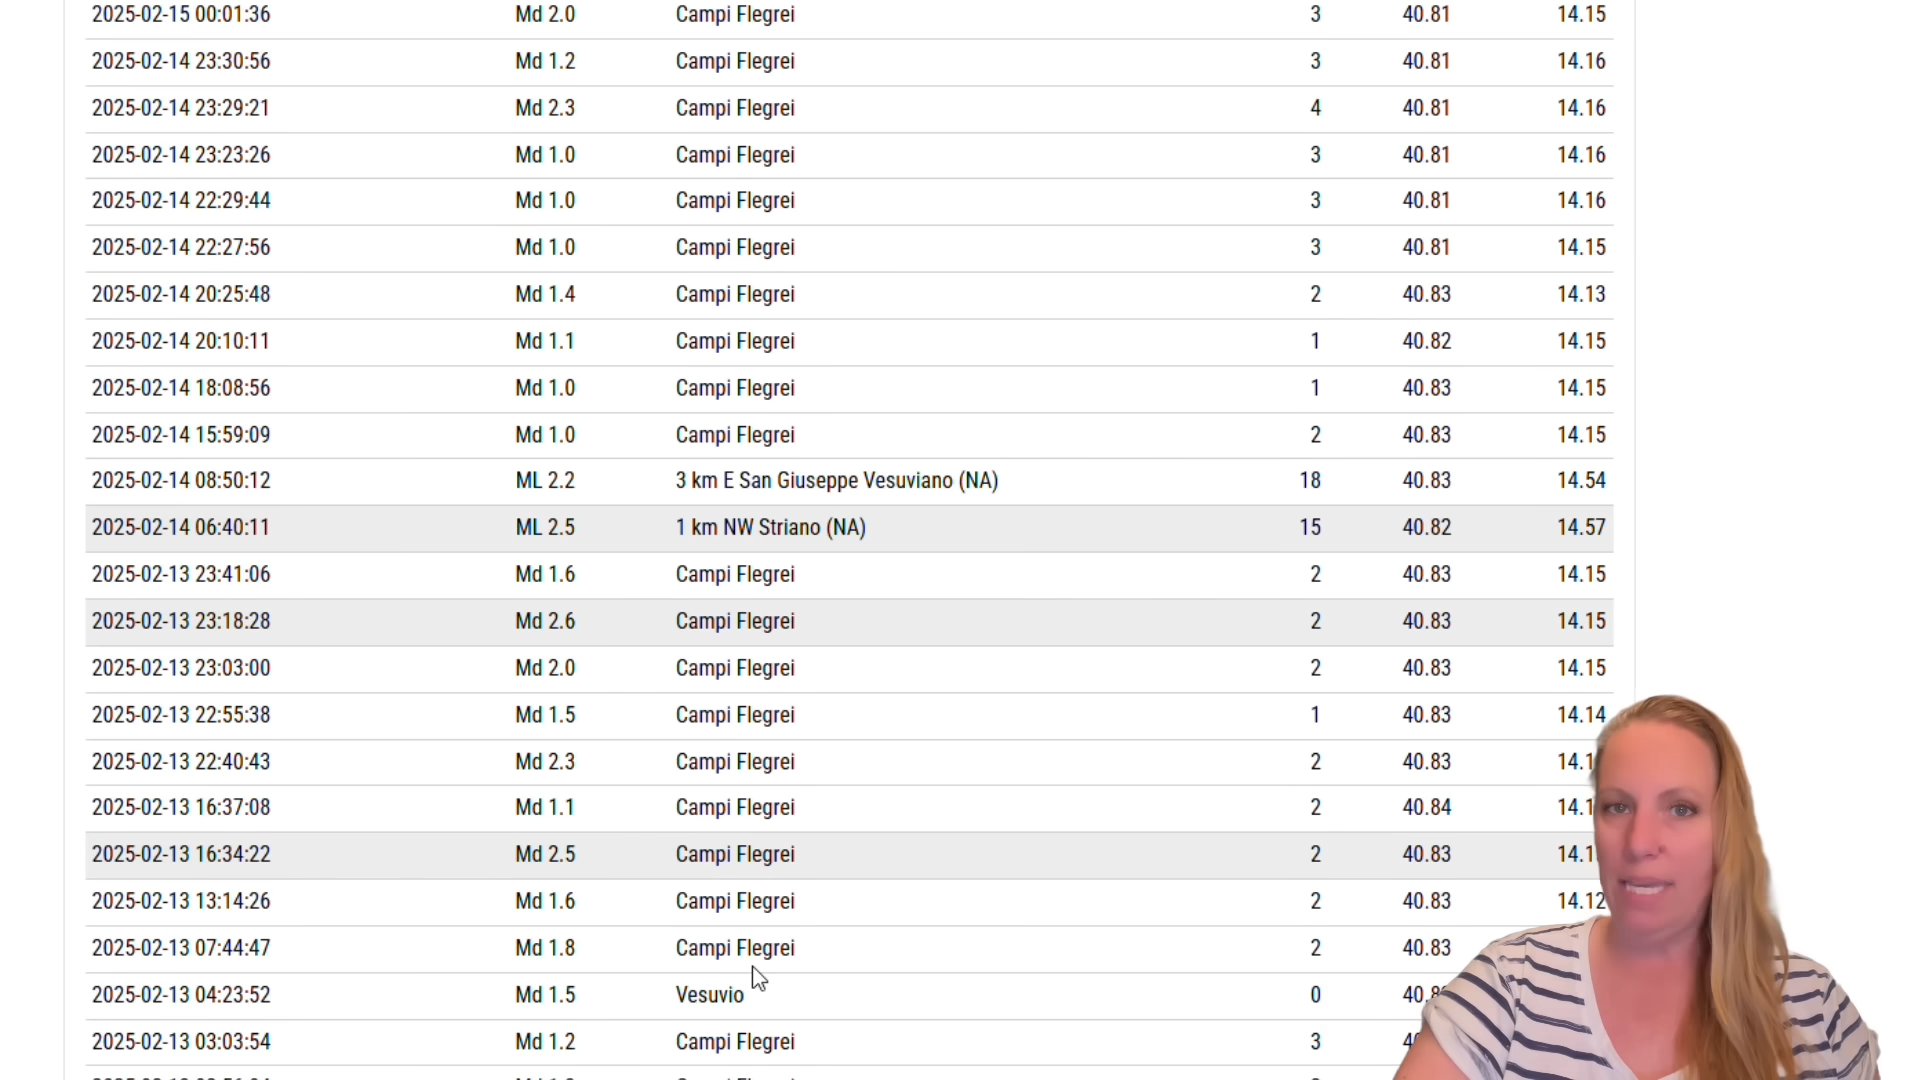 2025-02-15 00:01:36 Md 2.0 Campi Flegrei 3 40.81 14.15
2025-02-14 23:30:56 Md 1.2 Campi Flegrei 3 40.81 14.16
2025-02-14 23:29:21 Md 2.3 Campi Flegrei 4 40.81 14.16
2025-02-14 23:23:26 Md 1.0 Campi Flegrei 3 40.81 14.16
2025-02-14 22:29:44 Md 1.0 Campi Flegrei 3 40.81 14.16
2025-02-14 22:27:56 Md 1.0 Campi Flegrei 3 40.81 14.15
2025-02-14 20:25:48 Md 1.4 Campi Flegrei 2 40.83 14.13
2025-02-14 20:10:11 Md 1.1 Campi Flegrei 1 40.82 14.15
2025-02-14 18:08:56 Md 1.0 Campi Flegrei 1 40.83 14.15
2025-02-14 15:59:09 Md 1.0 Campi Flegrei 2 40.83 14.15
2025-02-14 08:50:12 ML 2.2 3 km E San Giuseppe Vesuviano (NA) 18 40.83 14.54
2025-02-14 06:40:11 ML 2.5 1 km NW Striano (NA) 15 40.82 14.57
2025-02-13 23:41:06 Md 1.6 Campi Flegrei 2 40.83 14.15
2025-02-13 23:18:28 Md 2.6 Campi Flegrei 2 40.83 14.15
2025-02-13 23:03:00 Md 2.0 Campi Flegrei 2 40.83 14.15
2025-02-13 22:55:38 Md 1.5 Campi Flegrei 1 40.83 14.14
2025-02-13 22:40:43 Md 2.3 Campi Flegrei 2 40.83
2025-02-13 16:37:08 Md 1.1 Campi Flegrei 2 40.84
2025-02-13 16:34:22 Md 2.5 Campi Flegrei 2 40.83
2025-02-13 13:14:26 Md 1.6 Campi Flegrei 2 40.83 14.12
2025-02-13 07:44:47 Md 1.8 Campi Flegrei 2 40.83
2025-02-13 04:23:52 Md 1.5 Vesuvio 0
2025-02-13 03:03:54 Md 1.2 Campi Flegrei 3